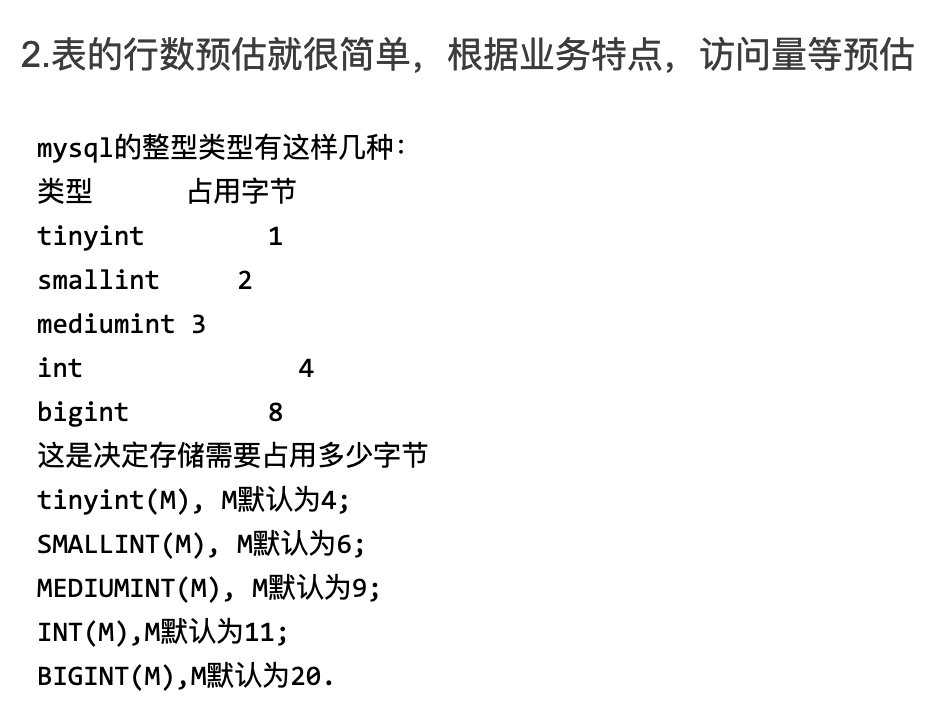 2.表的行数预估就很简单，根据业务特点，访问量等预估
mysql的整型类型有这样几种：
类型      占用字节
tinyint        1
smallint     2
mediumint 3
int              4
bigint         8
这是决定存储需要占用多少字节
tinyint(M), M默认为4;
SMALLINT(M), M默认为6;
MEDIUMINT(M), M默认为9;
INT(M),M默认为11;
BIGINT(M),M默认为20.